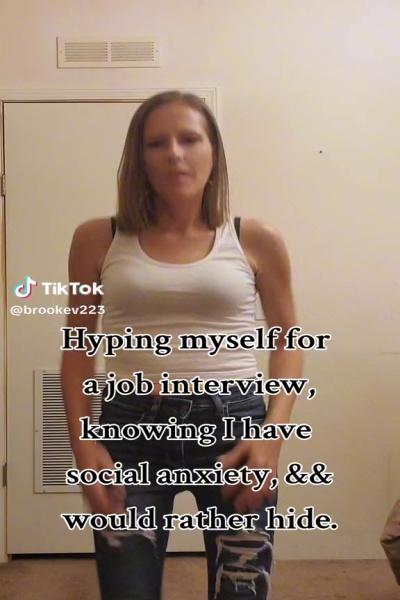 TikTok
@brookev223
Hyping myself for
a job interview,
knowing I have
social anxiety, &&
would rather hide.